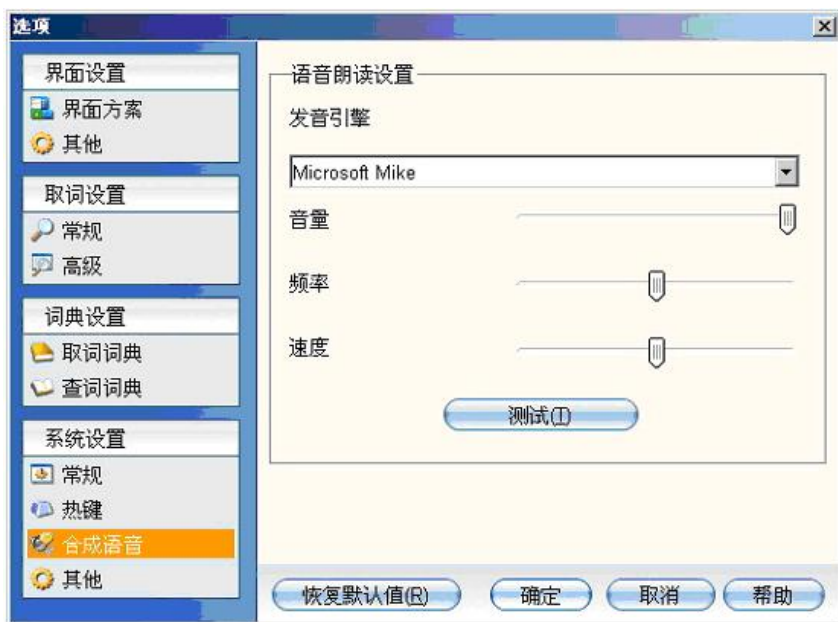 选项
界面设置
界面方案
其他
取词设置
常规
高级
词典设置
取词词典
查词词典
系统设置
常规
热键
合成语音
其他
语音朗读设置
发音引擎
Microsoft Mike
音量
频率
速度
测试(T)
恢复默认值(R)
确定
取消
帮助